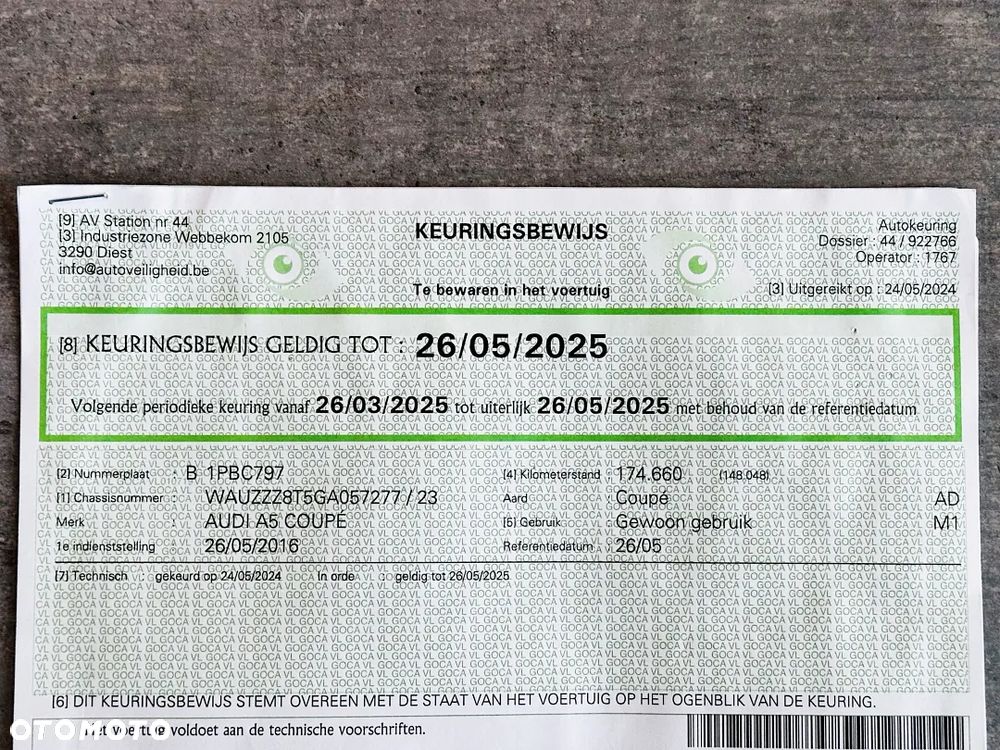 [9] AV Station nr 44
[3] Industriezone Webbekom 2105
3290 Diest
info@autoveiligheid.be
KEURINGSBEWIJS
Te bewaren in het voertuig
Autokeuring
Dossier : 44 / 922766
Operator : 1767
[3] Uitgereikt op : 24/05/2024
[8] KEURINGSBEWIJS GELDIG TOT : 26/05/2025
Volgende periodieke keuring vanaf 26/03/2025 tot uiterlijk 26/05/2025 met behoud van de referentiedatum
[2] Nummerplaat : B 1PBC797 [4] Kilometerstand : 174.660 (148.048)
[1] Chassisnummer : WAUZZZ8T5GA057277 / 23 Aard : Coupé AD
Merk : AUDI A5 COUPE [6] Gebruik : Gewoon gebruik M1
1e indienststelling : 26/05/2016 Referentiedatum : 26/05
[7] Technisch : gekeurd op 24/05/2024 In orde : geldig tot 26/05/2025
[6] DIT KEURINGSBEWIJS STEMT OVEREEN MET DE STAAT VAN HET VOERTUIG OP HET OGENBLIK VAN DE KEURING.
Het voertuig voldoet aan de technische voorschriften.
OTOMOTO